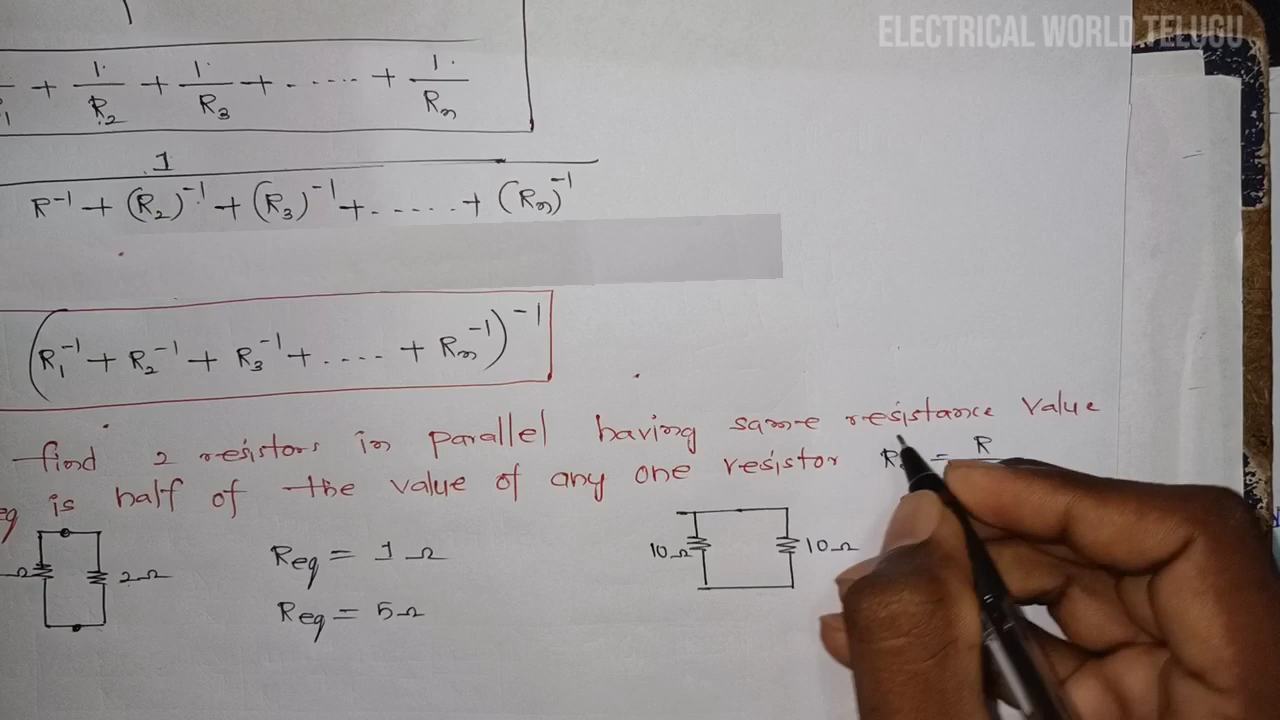 ELECTRICAL WORLD TELUGU
+ 1/R₂ + 1/R₃ + ..... + 1/Rₙ
1
R⁻¹ + (R₂)⁻¹ + (R₃)⁻¹ + ...... + (Rₙ)⁻¹
(R₁⁻¹ + R₂⁻¹ + R₃⁻¹ + ..... + Rₙ⁻¹)⁻¹
find 2 resistors in parallel having same resistance value
is half of the value of any one resistor = R
2Ω Req = 1 Ω 10Ω 10Ω
Req = 5Ω